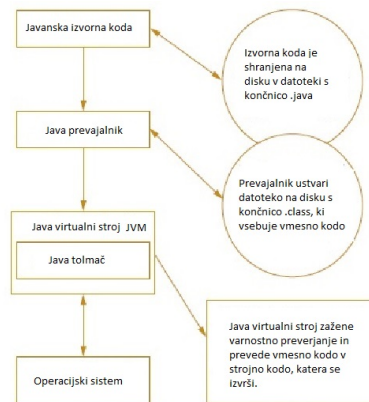 Javanska izvorna koda
Izvorna koda je
shranjena na
disku v datoteki s
končnico .java
Java prevajalnik
Prevajalnik ustvari
datoteko na disku s
končnico .class, ki
vsebuje vmesno kodo
Java virtualni stroj JVM
Java tolmač
Java virtualni stroj zažene
varnostno preverjanje in
prevede vmesno kodo v
strojno kodo, katera se
izvrši.
Operacijski sistem